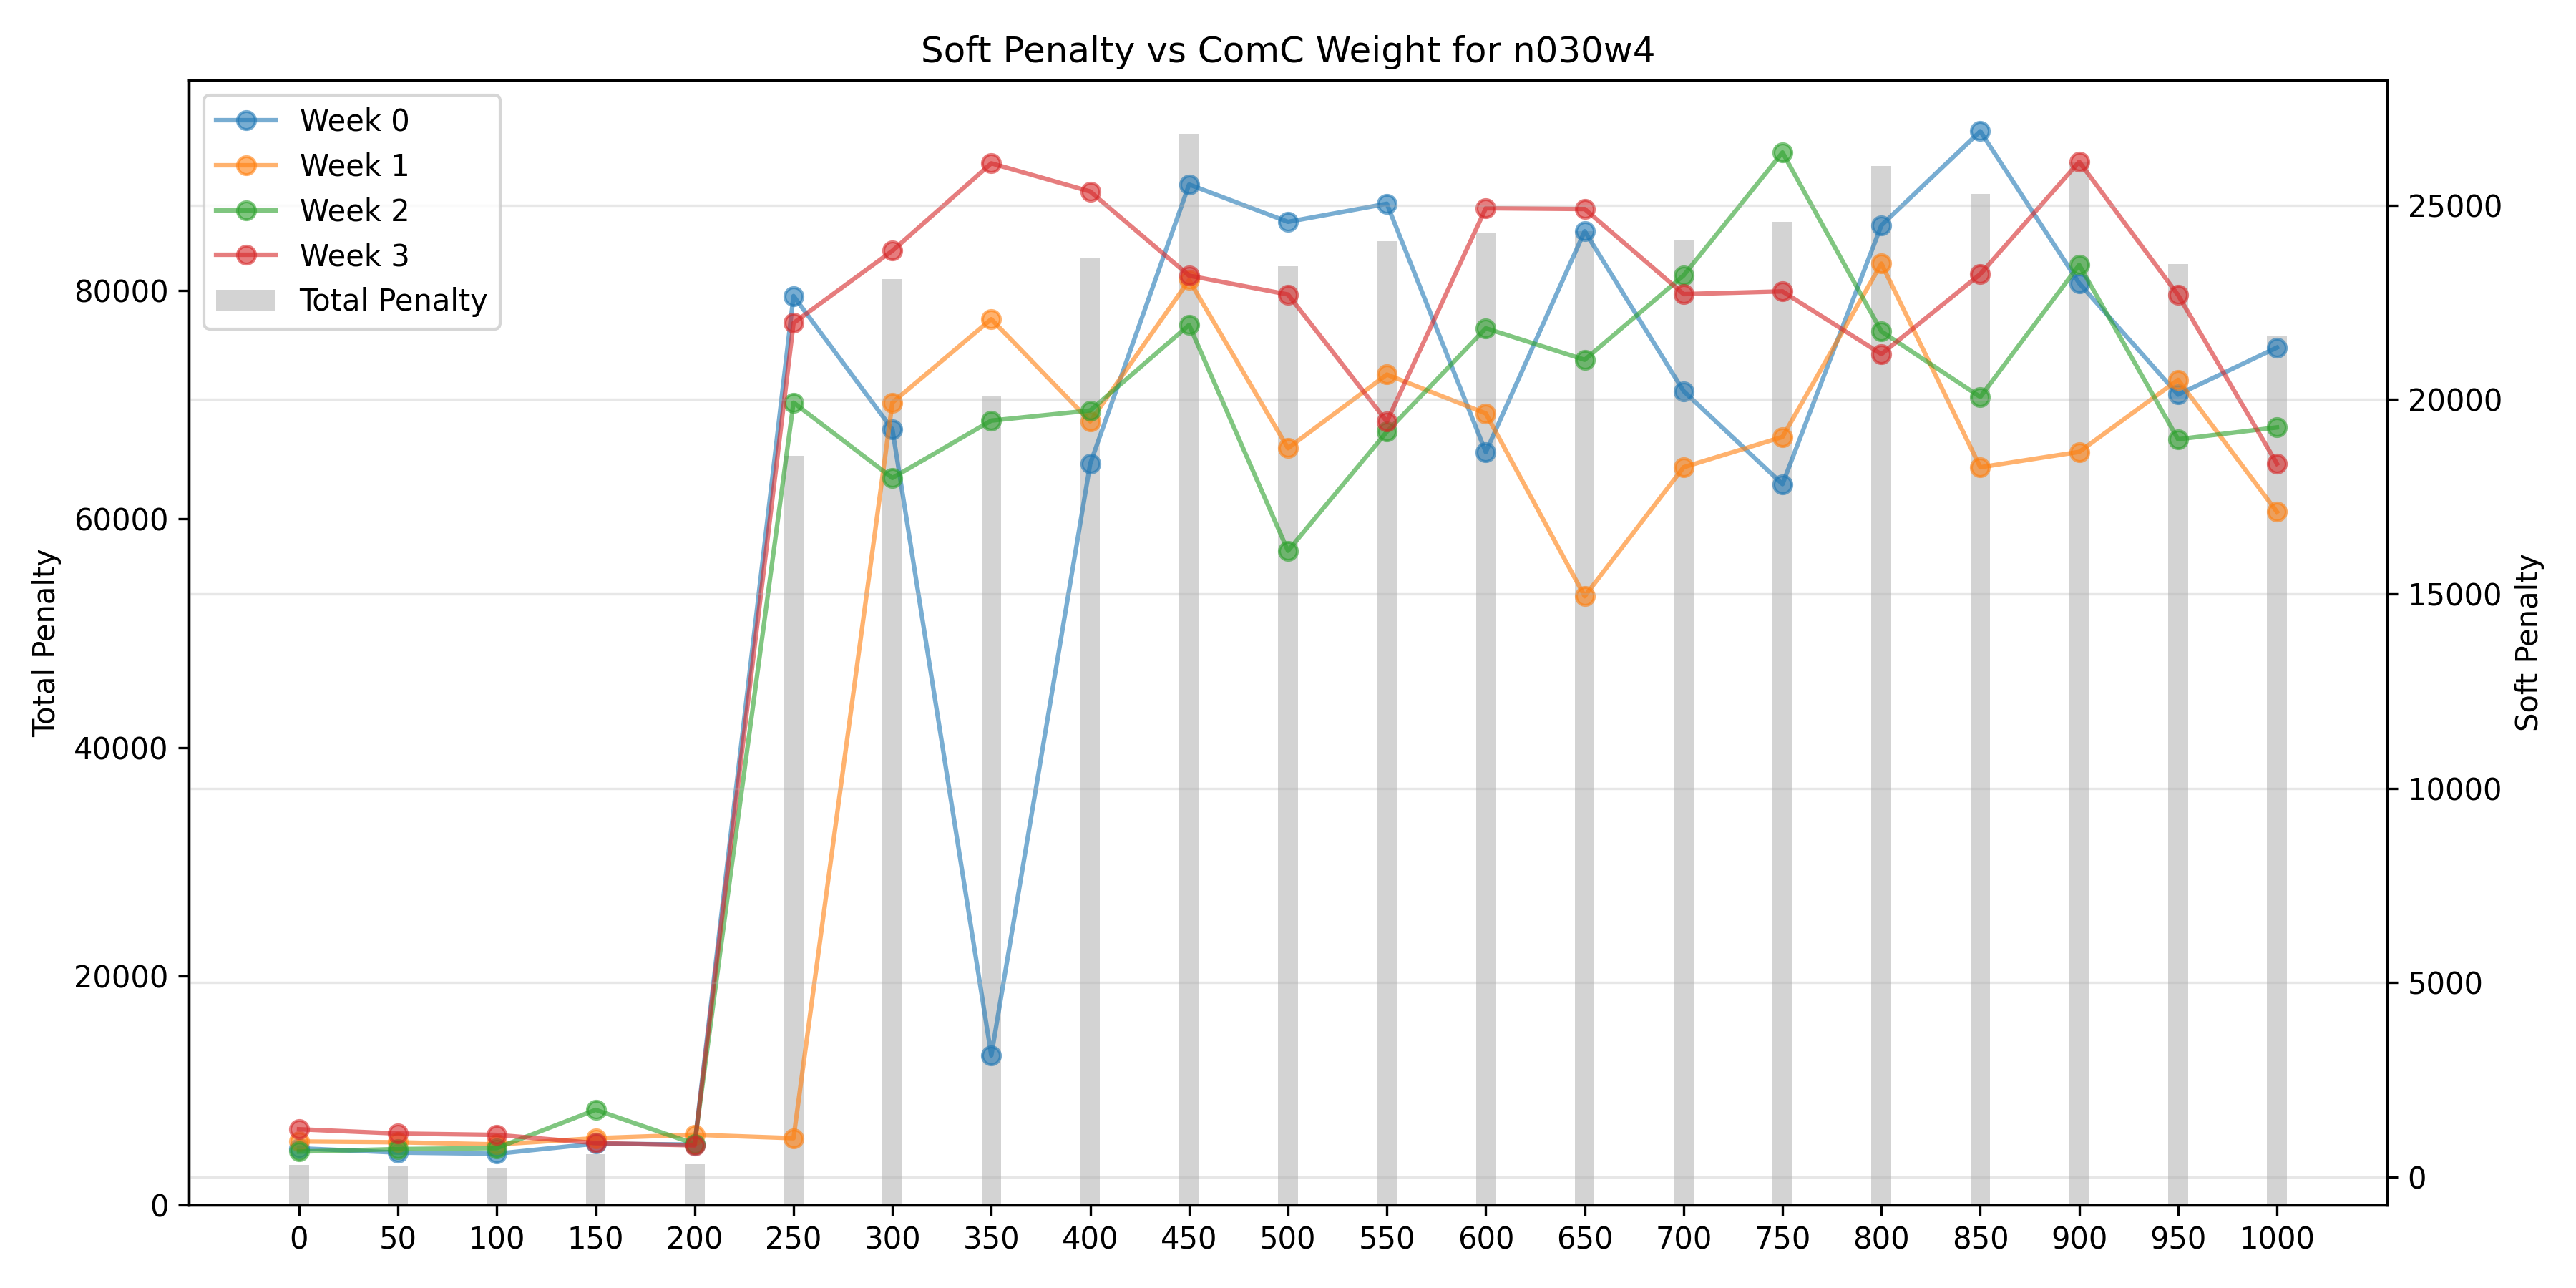 Soft Penalty vs ComC Weight for n030w4
Week 0
Week 1
Week 2
Week 3
Total Penalty
Total Penalty
80000
60000
40000
20000
0
25000
20000
15000
10000
5000
0
Soft Penalty
0 50 100 150 200 250 300 350 400 450 500 550 600 650 700 750 800 850 900 950 1000